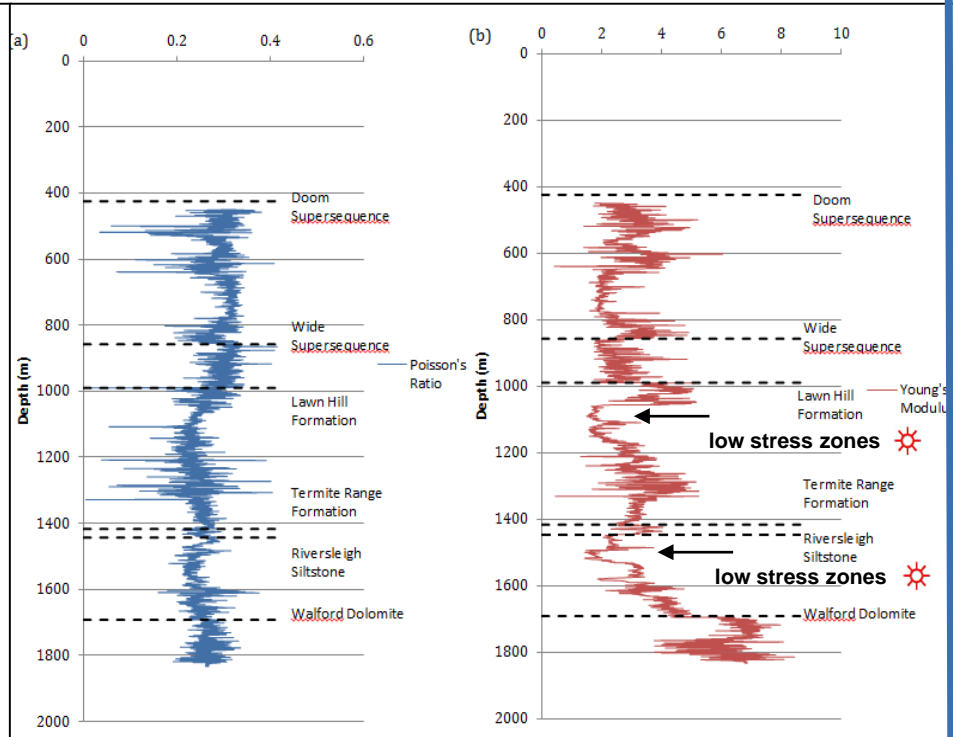 (a)
0 0.2 0.4 0.6
0
200
400
600
800
1000
1200
1400
1600
1800
2000
Depth (m)
Doom
Supersequence
Wide
Supersequence
Poisson's
Ratio
Lawn Hill
Formation
Termite Range
Formation
Riversleigh
Siltstone
Walford Dolomite
(b)
0 2 4 6 8 10
0
200
400
600
800
1000
1200
1400
1600
1800
2000
Depth (m)
Doom
Supersequence
Wide
Supersequence
Lawn Hill
Formation
Young's
Modulu
low stress zones
Termite Range
Formation
Riversleigh
Siltstone
low stress zones
Walford Dolomite